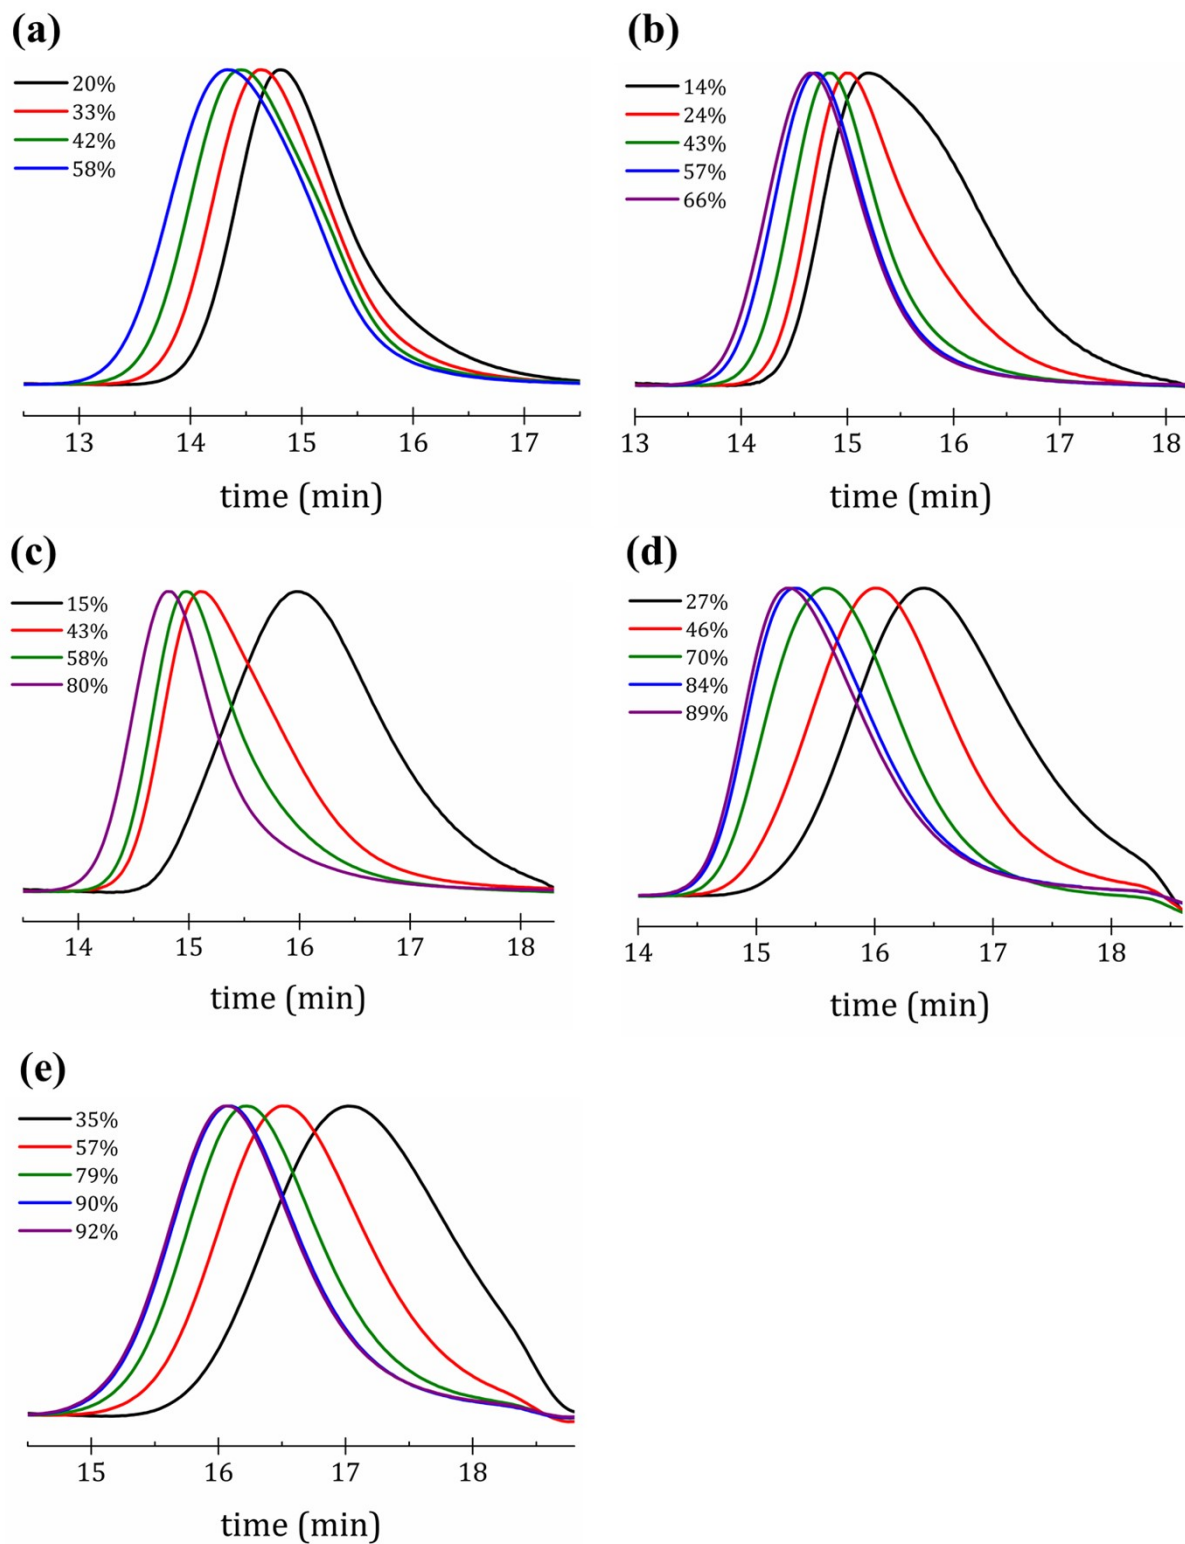 (a)
20%
33%
42%
58%
13 14 15 16 17
time (min)
(b)
14%
24%
43%
57%
66%
13 14 15 16 17 18
time (min)
(c)
15%
43%
58%
80%
14 15 16 17 18
time (min)
(d)
27%
46%
70%
84%
89%
14 15 16 17 18
time (min)
(e)
35%
57%
79%
90%
92%
15 16 17 18
time (min)